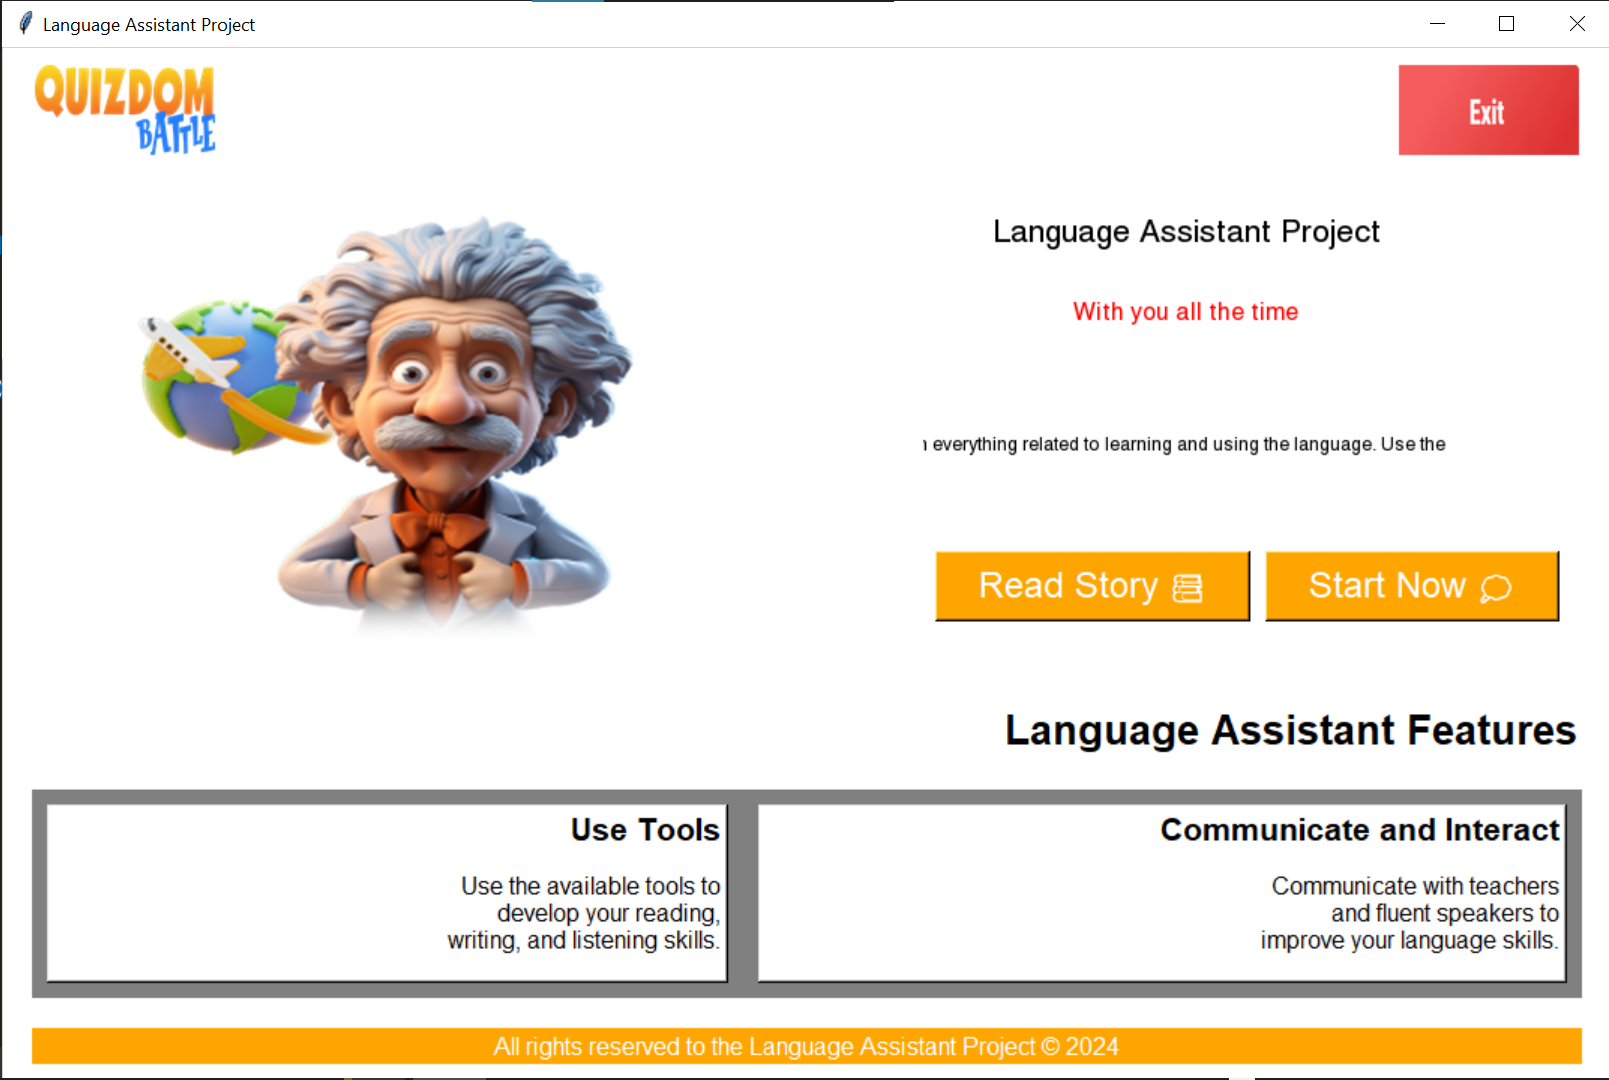 Language Assistant Project
QUIZDOM
BATTLE
Exit
Language Assistant Project
With you all the time
everything related to learning and using the language. Use the
Read Story
Start Now
Language Assistant Features
Use Tools
Use the available tools to
develop your reading,
writing, and listening skills.
Communicate and Interact
Communicate with teachers
and fluent speakers to
improve your language skills.
All rights reserved to the Language Assistant Project © 2024